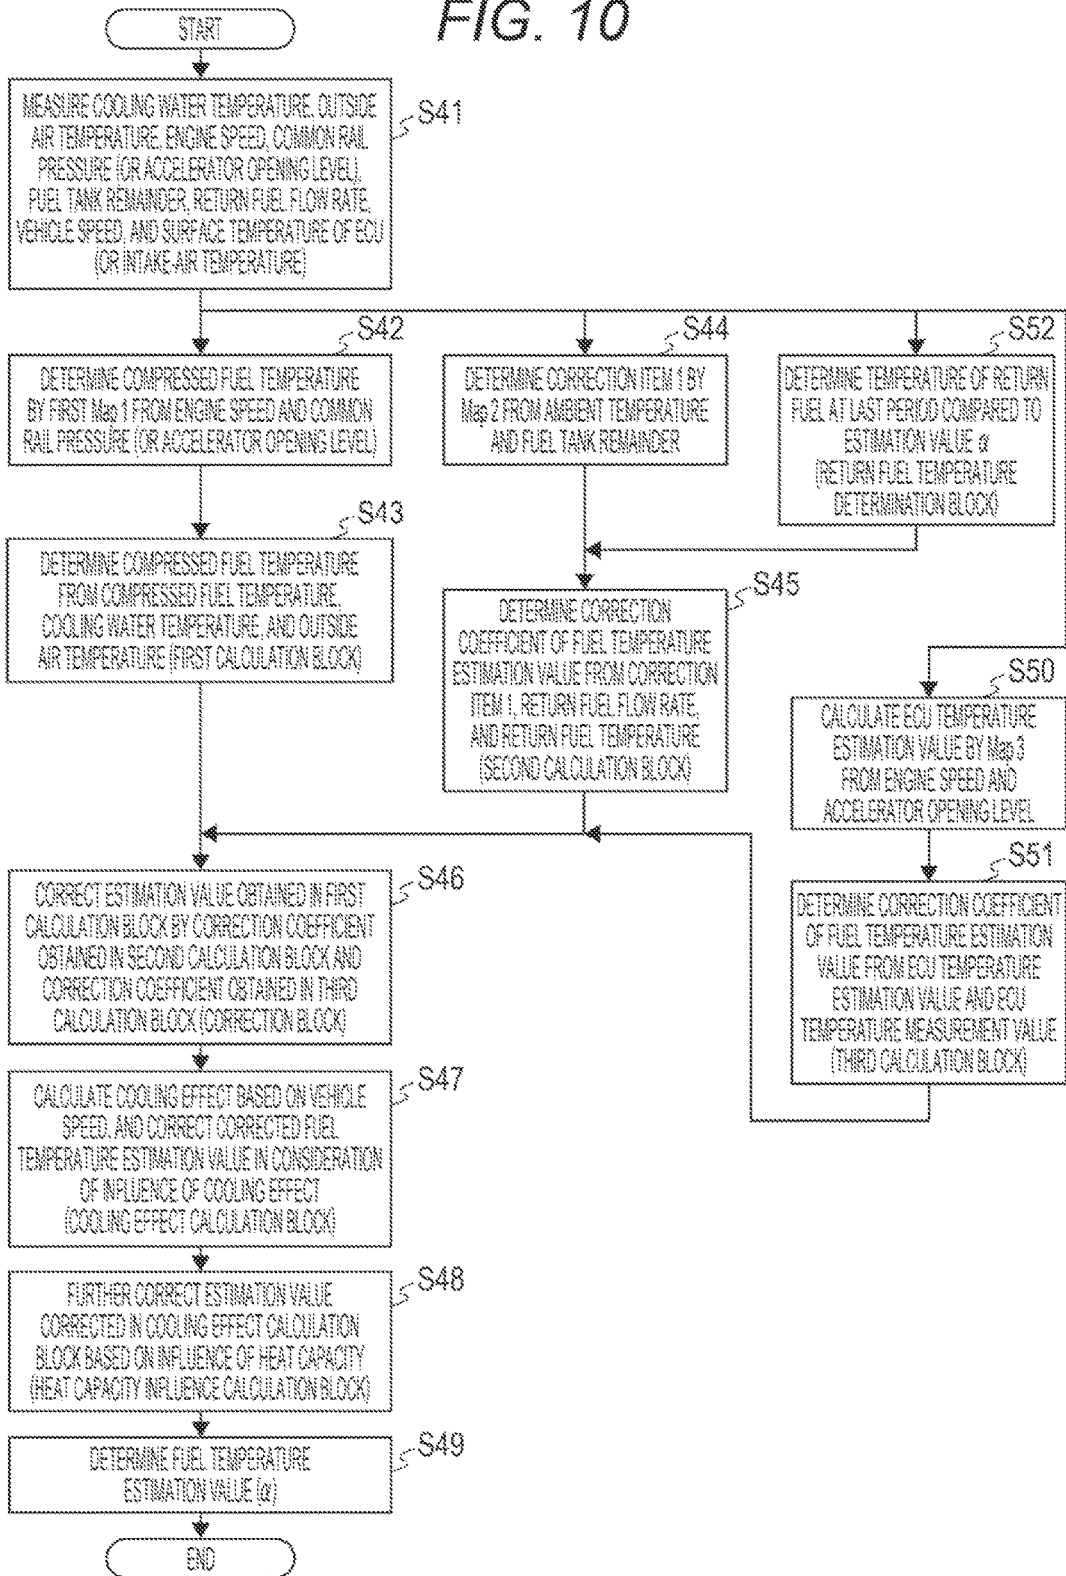 FIG. 10
START
MEASURE COOLING WATER TEMPERATURE, OUTSIDE
AIR TEMPERATURE, ENGINE SPEED, COMMON RAIL
PRESSURE (OR ACCELERATOR OPENING LEVEL),
FUEL TANK REMAINDER, RETURN FUEL FLOW RATE,
VEHICLE SPEED, AND SURFACE TEMPERATURE OF ECU
(OR INTAKE-AIR TEMPERATURE)
S41
S42
DETERMINE COMPRESSED FUEL TEMPERATURE
BY FIRST Map 1 FROM ENGINE SPEED AND COMMON
RAIL PRESSURE (OR ACCELERATOR OPENING LEVEL)
S44
DETERMINE CORRECTION ITEM 1 BY
Map 2 FROM AMBIENT TEMPERATURE
AND FUEL TANK REMAINDER
S52
DETERMINE TEMPERATURE OF RETURN
FUEL AT LAST PERIOD COMPARED TO
ESTIMATION VALUE α
(RETURN FUEL TEMPERATURE
DETERMINATION BLOCK)
S43
DETERMINE COMPRESSED FUEL TEMPERATURE
FROM COMPRESSED FUEL TEMPERATURE,
COOLING WATER TEMPERATURE, AND OUTSIDE
AIR TEMPERATURE (FIRST CALCULATION BLOCK)
S45
DETERMINE CORRECTION
COEFFICIENT OF FUEL TEMPERATURE
ESTIMATION VALUE FROM CORRECTION
ITEM 1, RETURN FUEL FLOW RATE,
AND RETURN FUEL TEMPERATURE
(SECOND CALCULATION BLOCK)
S50
CALCULATE ECU TEMPERATURE
ESTIMATION VALUE BY Map 3
FROM ENGINE SPEED AND
ACCELERATOR OPENING LEVEL
S51
DETERMINE CORRECTION COEFFICIENT
OF FUEL TEMPERATURE ESTIMATION
VALUE FROM ECU TEMPERATURE
ESTIMATION VALUE AND ECU
TEMPERATURE MEASUREMENT VALUE
(THIRD CALCULATION BLOCK)
S46
CORRECT ESTIMATION VALUE OBTAINED IN FIRST
CALCULATION BLOCK BY CORRECTION COEFFICIENT
OBTAINED IN SECOND CALCULATION BLOCK AND
CORRECTION COEFFICIENT OBTAINED IN THIRD
CALCULATION BLOCK (CORRECTION BLOCK)
S47
CALCULATE COOLING EFFECT BASED ON VEHICLE
SPEED, AND CORRECT CORRECTED FUEL
TEMPERATURE ESTIMATION VALUE IN CONSIDERATION
OF INFLUENCE OF COOLING EFFECT
(COOLING EFFECT CALCULATION BLOCK)
S48
FURTHER CORRECT ESTIMATION VALUE
CORRECTED IN COOLING EFFECT CALCULATION
BLOCK BASED ON INFLUENCE OF HEAT CAPACITY
(HEAT CAPACITY INFLUENCE CALCULATION BLOCK)
S49
DETERMINE FUEL TEMPERATURE
ESTIMATION VALUE (α)
END